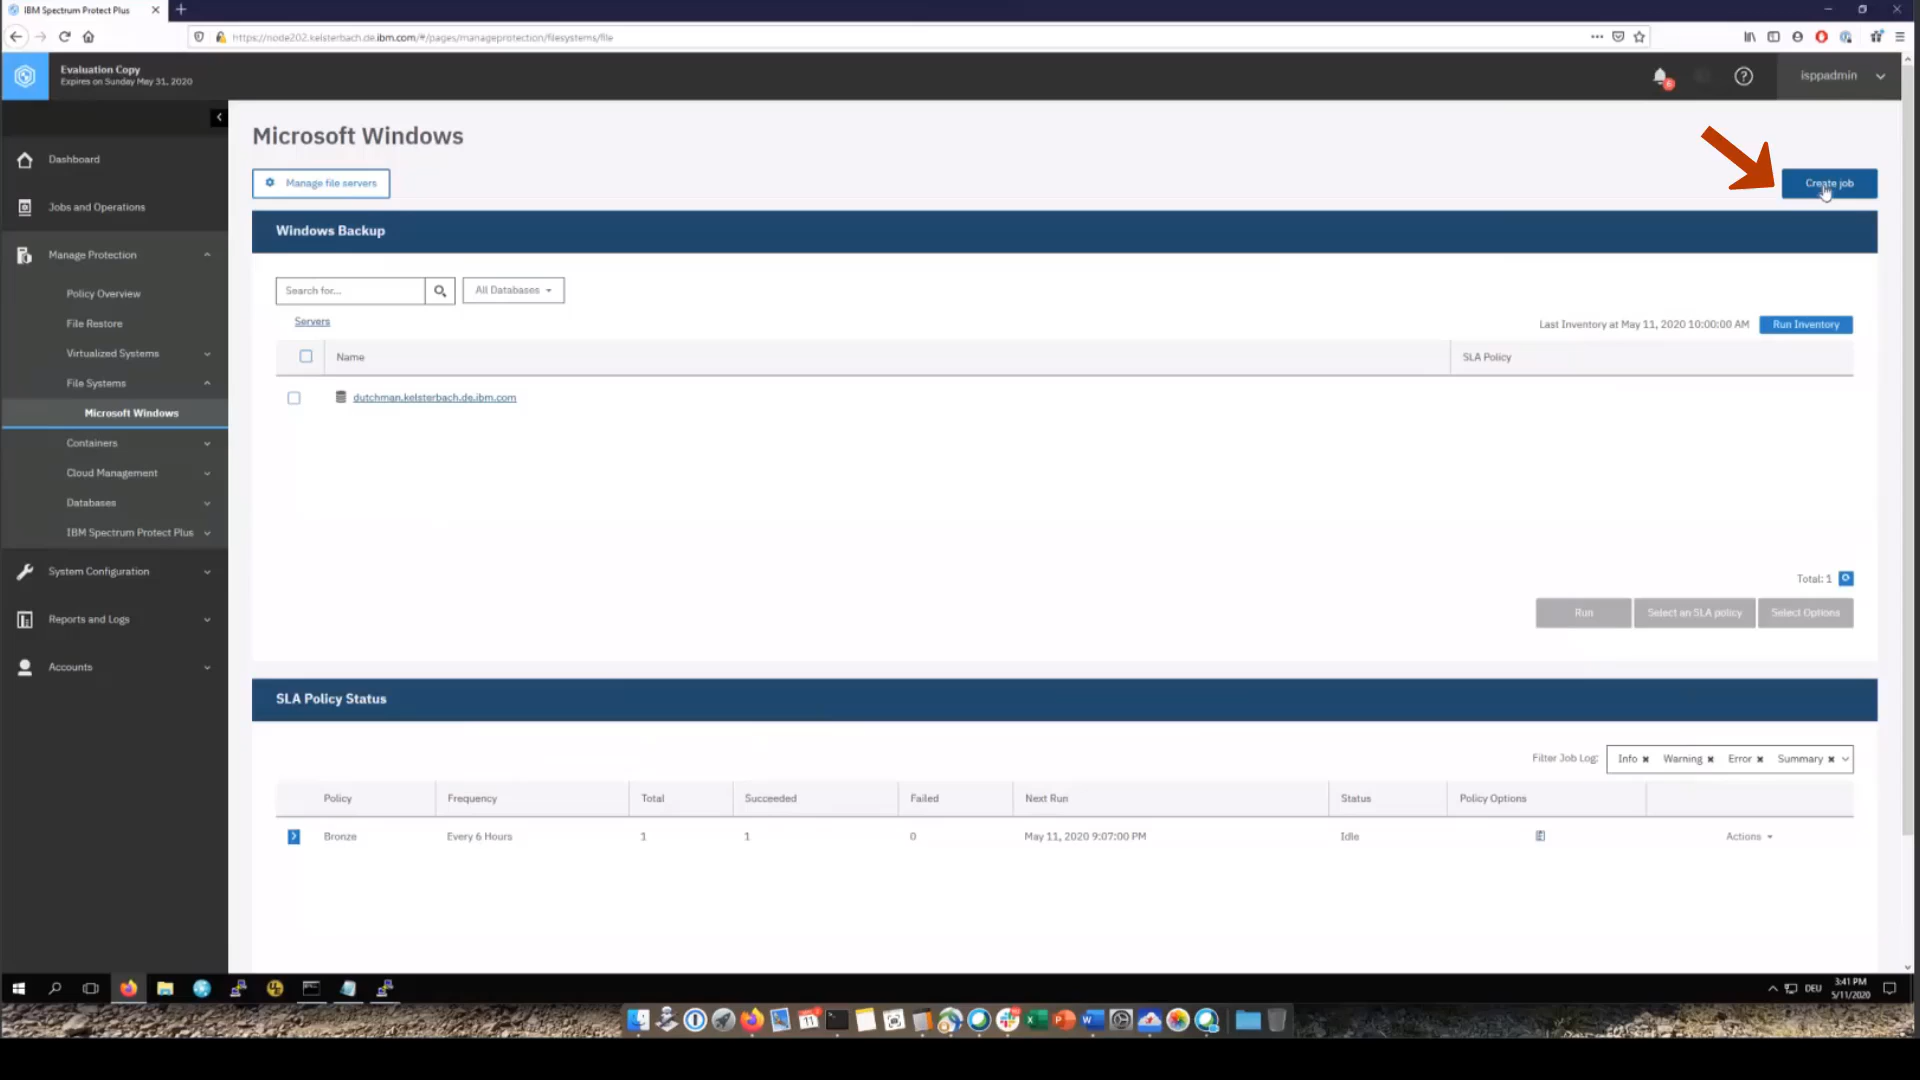 IBM Spectrum Protect Plus
https://node202.kelsterbach.de.ibm.com/#/pages/manageprotection/filesystems/file
Evaluation Copy
Expires on Sunday May 31, 2020
isppadmin
Dashboard
Jobs and Operations
Manage Protection
Policy Overview
File Restore
Virtualized Systems
File Systems
Microsoft Windows
Containers
Cloud Management
Databases
IBM Spectrum Protect Plus
System Configuration
Reports and Logs
Accounts
Microsoft Windows
Manage file servers
Create job
Windows Backup
Search for...
All Databases
Servers
Last Inventory at May 11, 2020 10:00:00 AM
Run Inventory
Name
SLA Policy
dutchman.kelsterbach.de.ibm.com
Total: 1
Run
Select an SLA policy
Select Options
SLA Policy Status
Filter Job Log:
Info
Warning
Error
Summary
Policy
Frequency
Total
Succeeded
Failed
Next Run
Status
Policy Options
Bronze
Every 6 Hours
1
1
0
May 11, 2020 9:07:00 PM
Idle
Actions
DEU
3:41 PM
5/11/2020